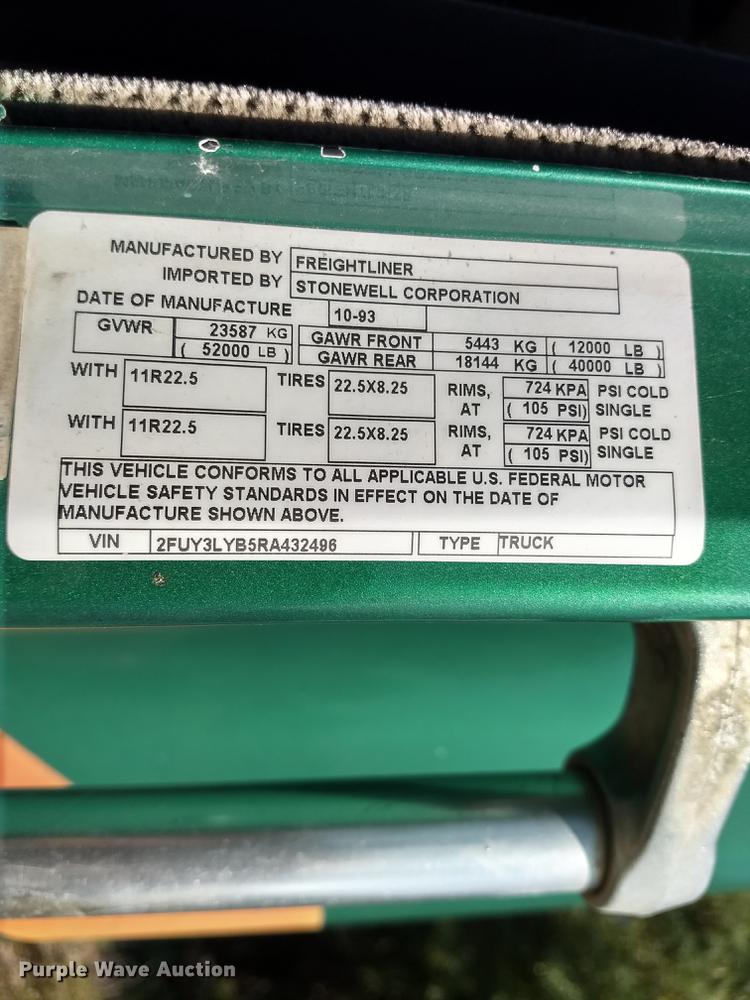 MANUFACTURED BY FREIGHTLINER
IMPORTED BY STONEWELL CORPORATION
DATE OF MANUFACTURE 10-93
GVWR 23587 KG GAWR FRONT 5443 KG ( 12000 LB )
( 52000 LB ) GAWR REAR 18144 KG ( 40000 LB )
WITH 11R22.5 TIRES 22.5X8.25 RIMS, 724 KPA PSI COLD
AT ( 105 PSI) SINGLE
WITH 11R22.5 TIRES 22.5X8.25 RIMS, 724 KPA PSI COLD
AT ( 105 PSI) SINGLE
THIS VEHICLE CONFORMS TO ALL APPLICABLE U.S. FEDERAL MOTOR
VEHICLE SAFETY STANDARDS IN EFFECT ON THE DATE OF
MANUFACTURE SHOWN ABOVE.
VIN 2FUY3LYB5RA432496 TYPE TRUCK
Purple Wave Auction